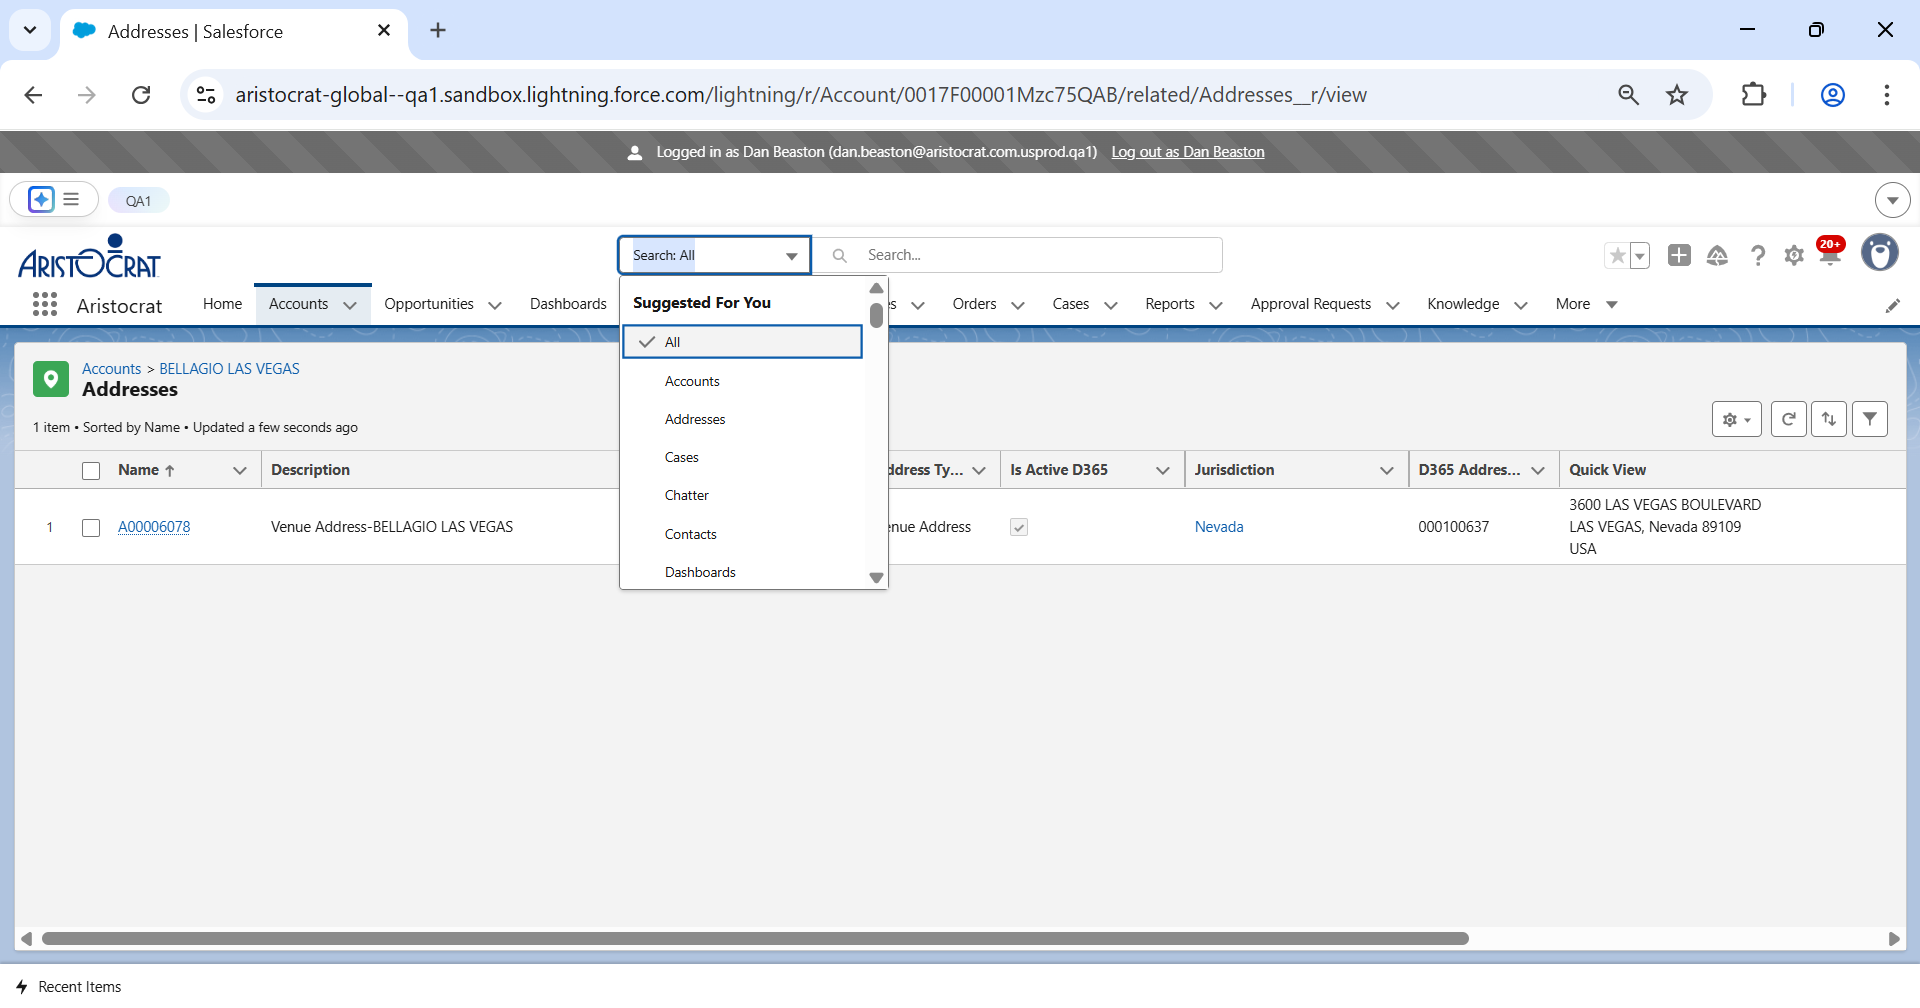 Addresses | Salesforce
aristocrat-global--qa1.sandbox.lightning.force.com/lightning/r/Account/0017F00001Mzc75QAB/related/Addresses__r/view
Logged in as Dan Beaston (dan.beaston@aristocrat.com.usprod.qa1) Log out as Dan Beaston
QA1
ARISTOCRAT
Search: All
Search...
20+
Aristocrat
Home
Accounts
Opportunities
Dashboards
Orders
Cases
Reports
Approval Requests
Knowledge
More
Suggested For You
All
Accounts
Addresses
Cases
Chatter
Contacts
Dashboards
Accounts > BELLAGIO LAS VEGAS
Addresses
1 item • Sorted by Name • Updated a few seconds ago
Name
Description
ddress Ty...
Is Active D365
Jurisdiction
D365 Addres...
Quick View
1
A00006078
Venue Address-BELLAGIO LAS VEGAS
enue Address
Nevada
000100637
3600 LAS VEGAS BOULEVARD
LAS VEGAS, Nevada 89109
USA
Recent Items